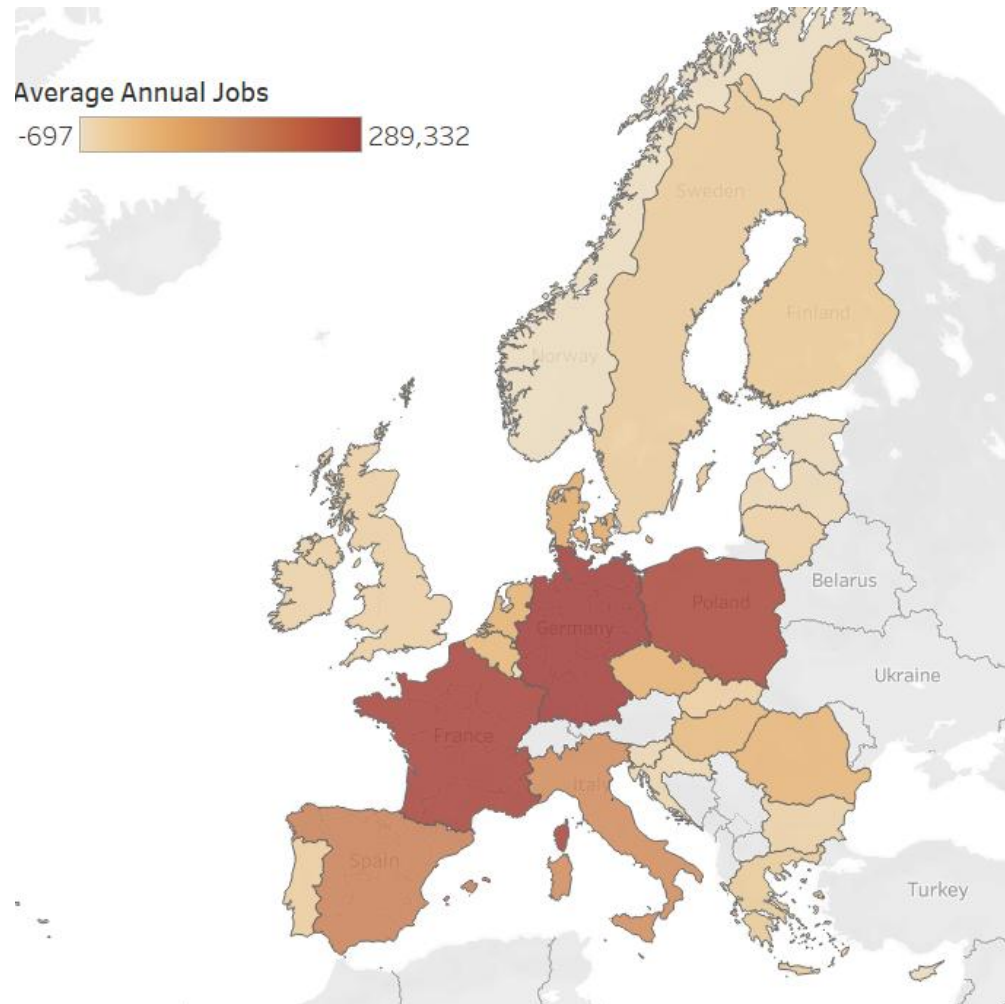 Average Annual Jobs
-697 289,332
Sweden
Finland
Norway
Belarus
Poland
Germany
Ukraine
France
Italy
Spain
Turkey